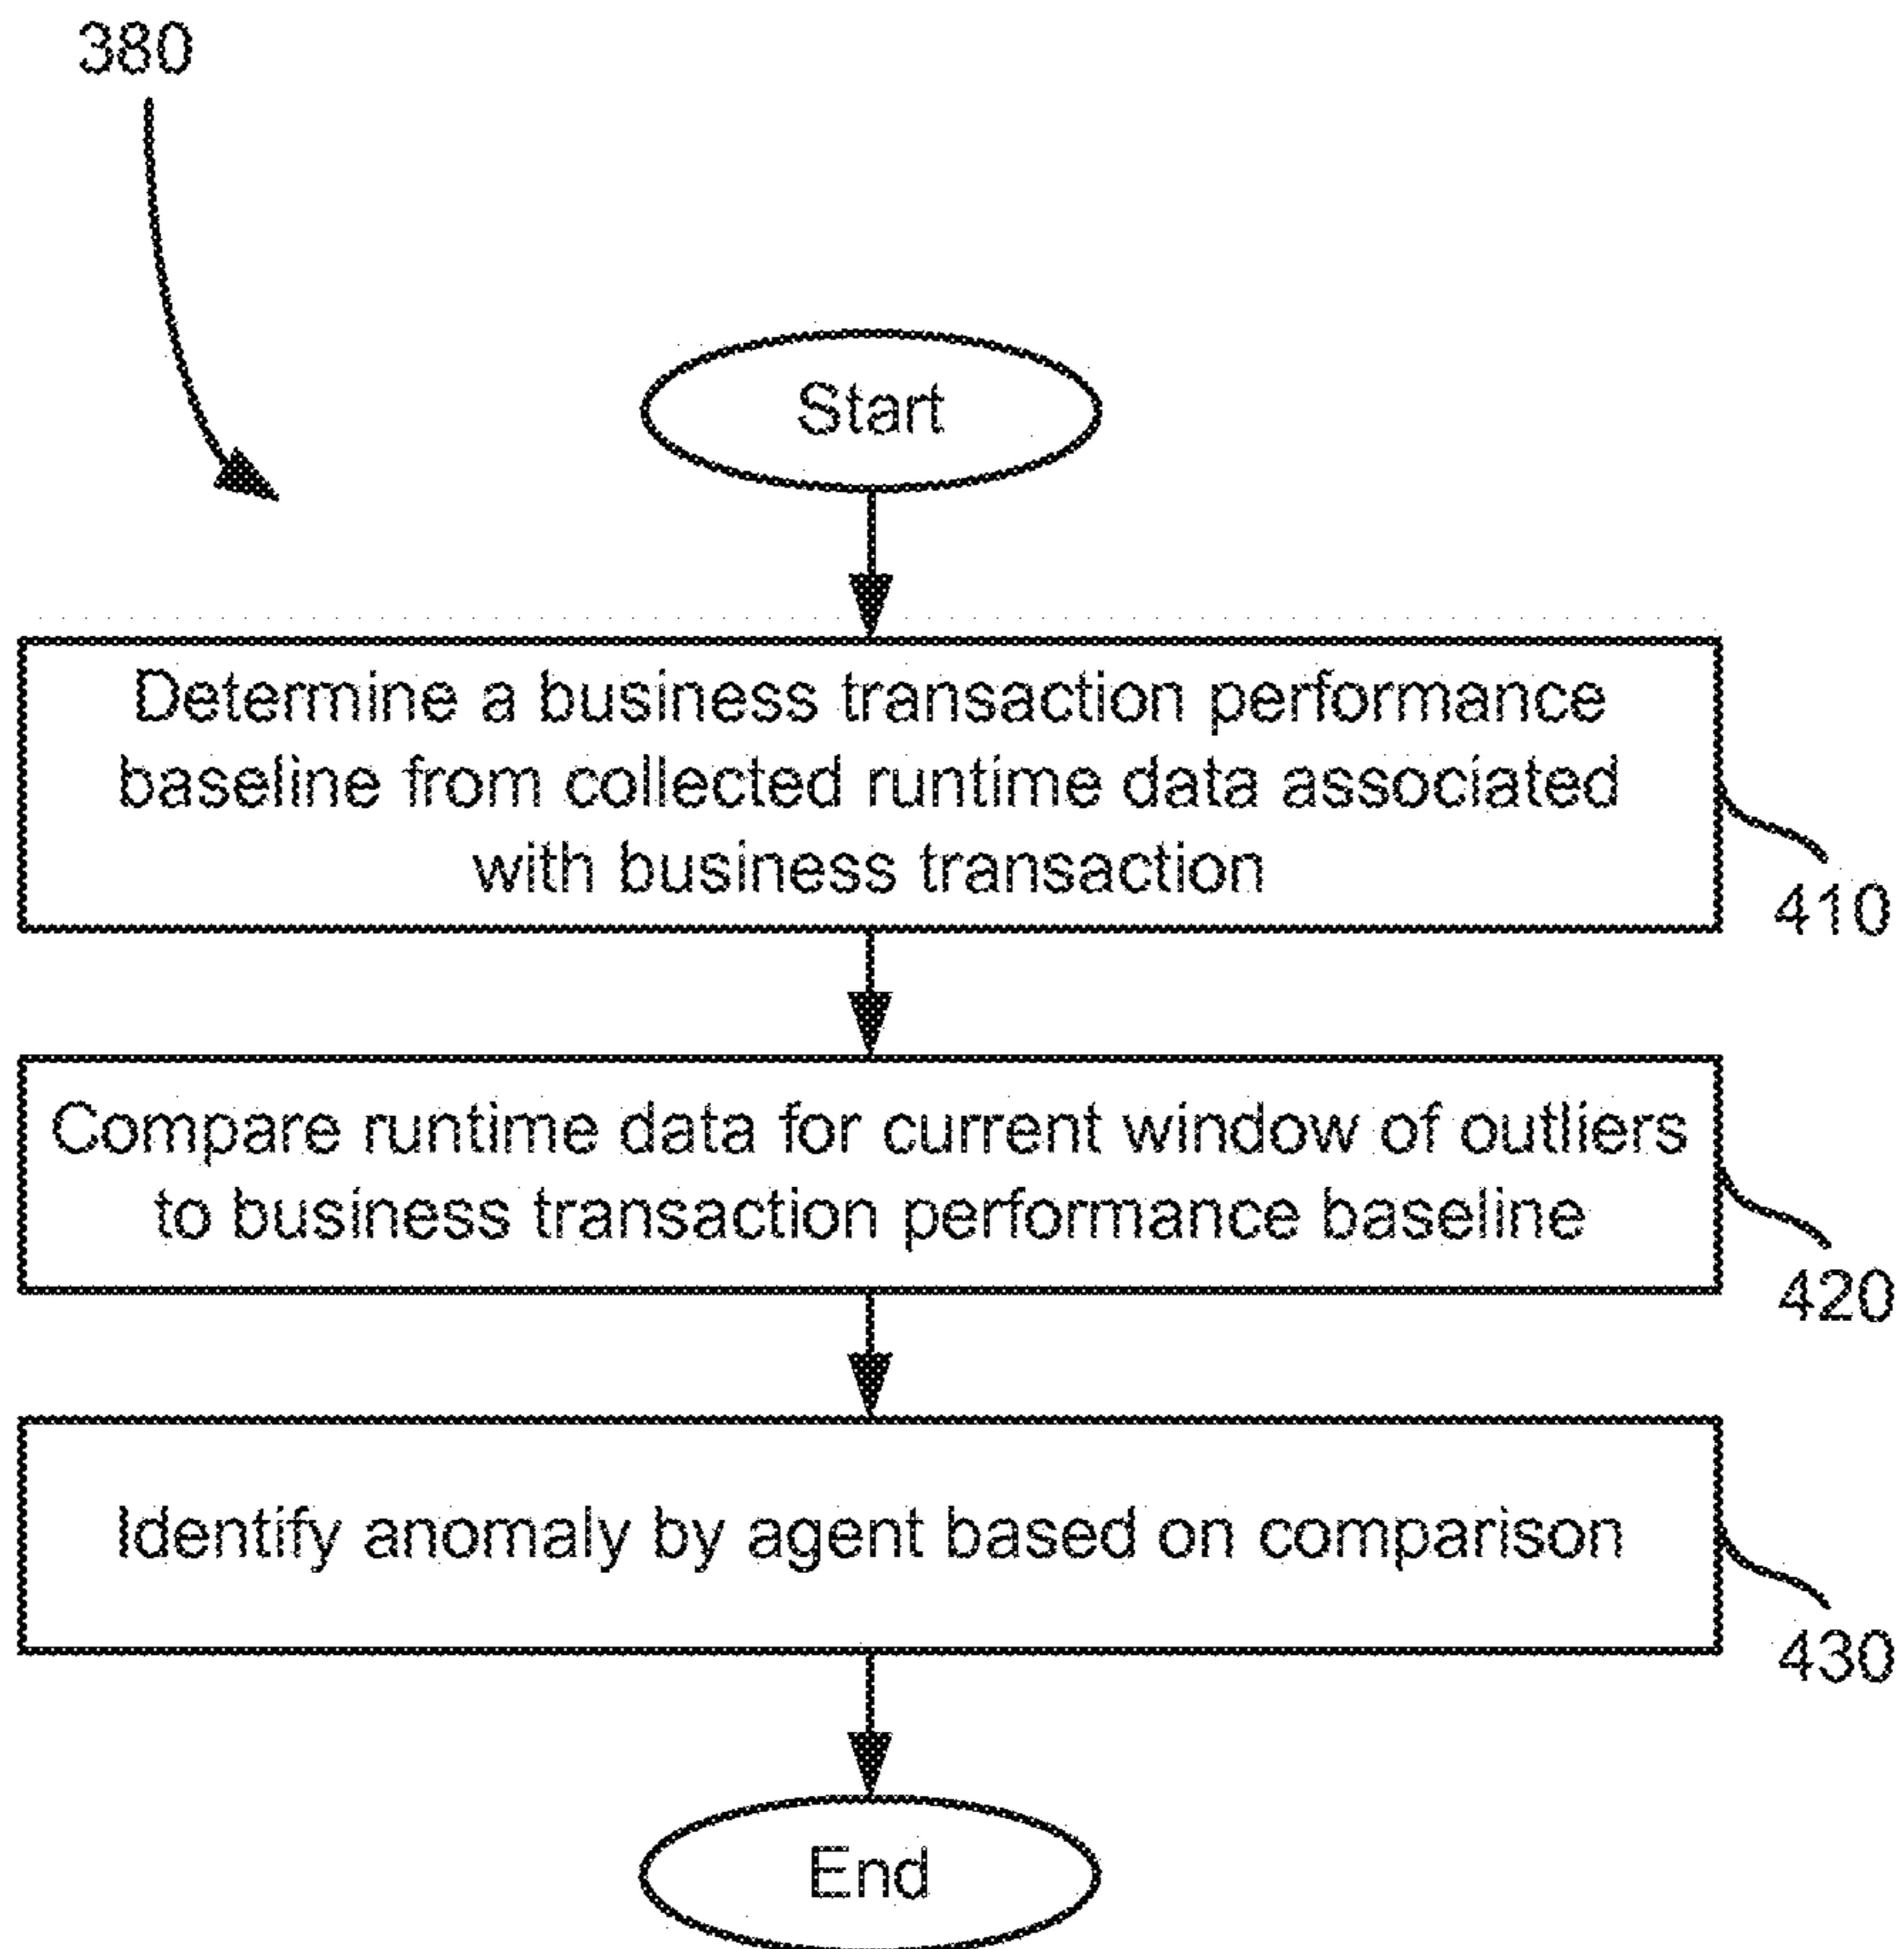 380
Start
Determine a business transaction performance
baseline from collected runtime data associated
with business transaction
410
Compare runtime data for current window of outliers
to business transaction performance baseline
420
Identify anomaly by agent based on comparison
430
End